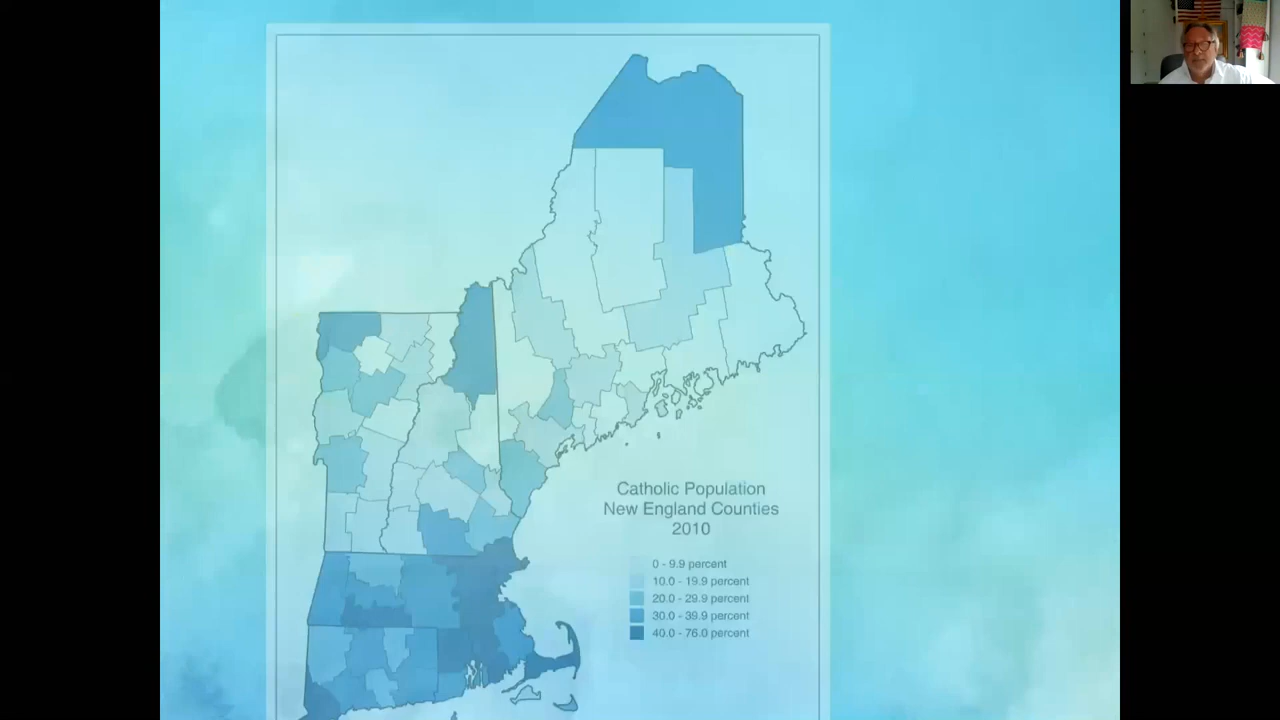 Catholic Population
New England Counties
2010
0 - 9.9 percent
10.0 - 19.9 percent
20.0 - 29.9 percent
30.0 - 39.9 percent
40.0 - 76.0 percent